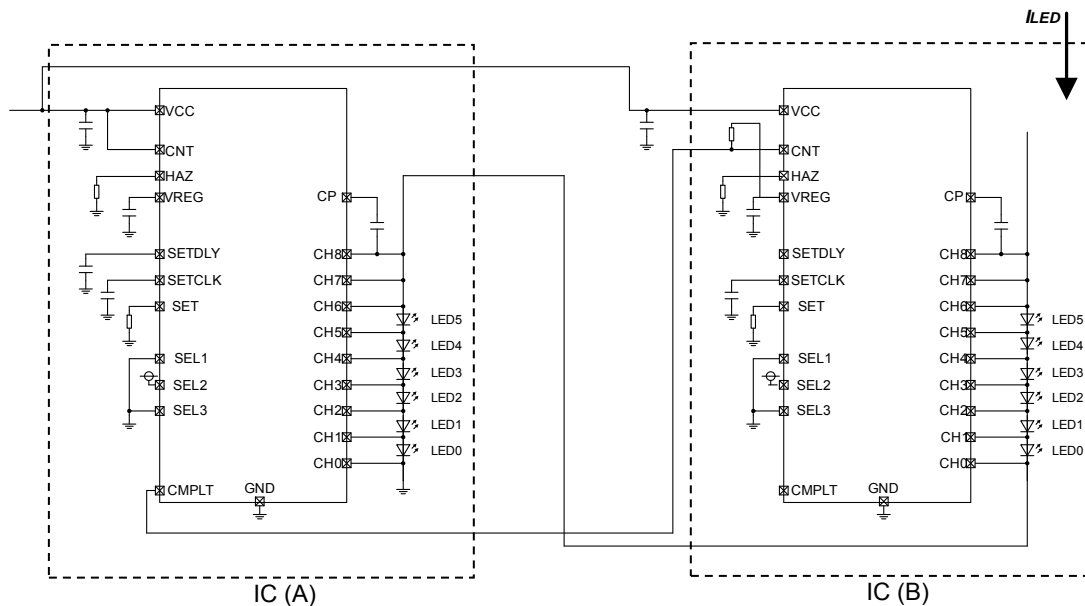 ILED
VCC
CNT
HAZ
VREG
CP
SETDLY
CH8
SETCLK
CH7
SET
CH6
LED5
CH5
LED4
SEL1
CH4
LED3
SEL2
CH3
LED2
SEL3
CH2
LED1
CH1
LED0
CH0
CMPLT
GND
IC (A)
VCC
CNT
HAZ
VREG
CP
SETDLY
CH8
SETCLK
CH7
SET
CH6
LED5
CH5
LED4
SEL1
CH4
LED3
SEL2
CH3
LED2
SEL3
CH2
LED1
CH1
LED0
CH0
CMPLT
GND
IC (B)